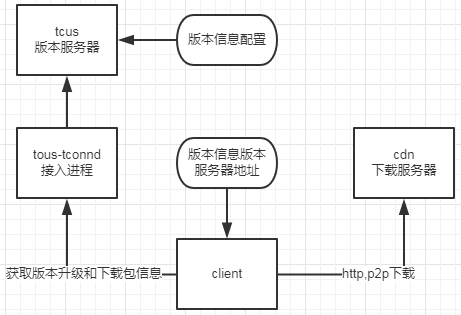 tcus
版本服务器
版本信息配置
tous-tconnd
接入进程
版本信息版本
服务器地址
cdn
下载服务器
获取版本升级和下载包信息
client
http,p2p下载